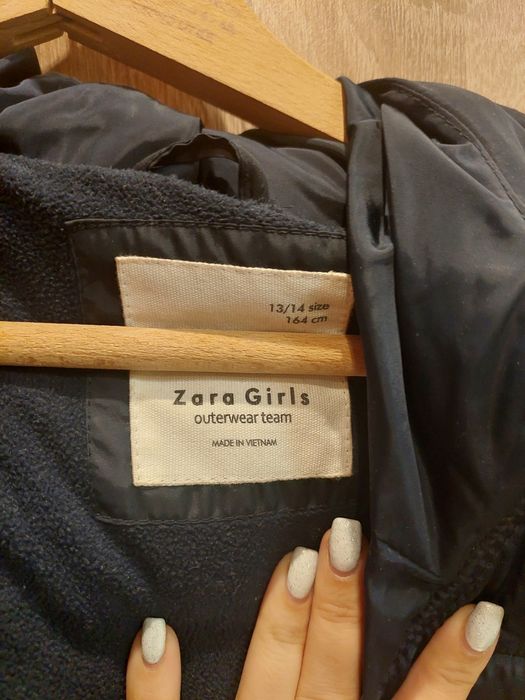 13/14 size
164 cm
Zara Girls
outerwear team
MADE IN VIETNAM